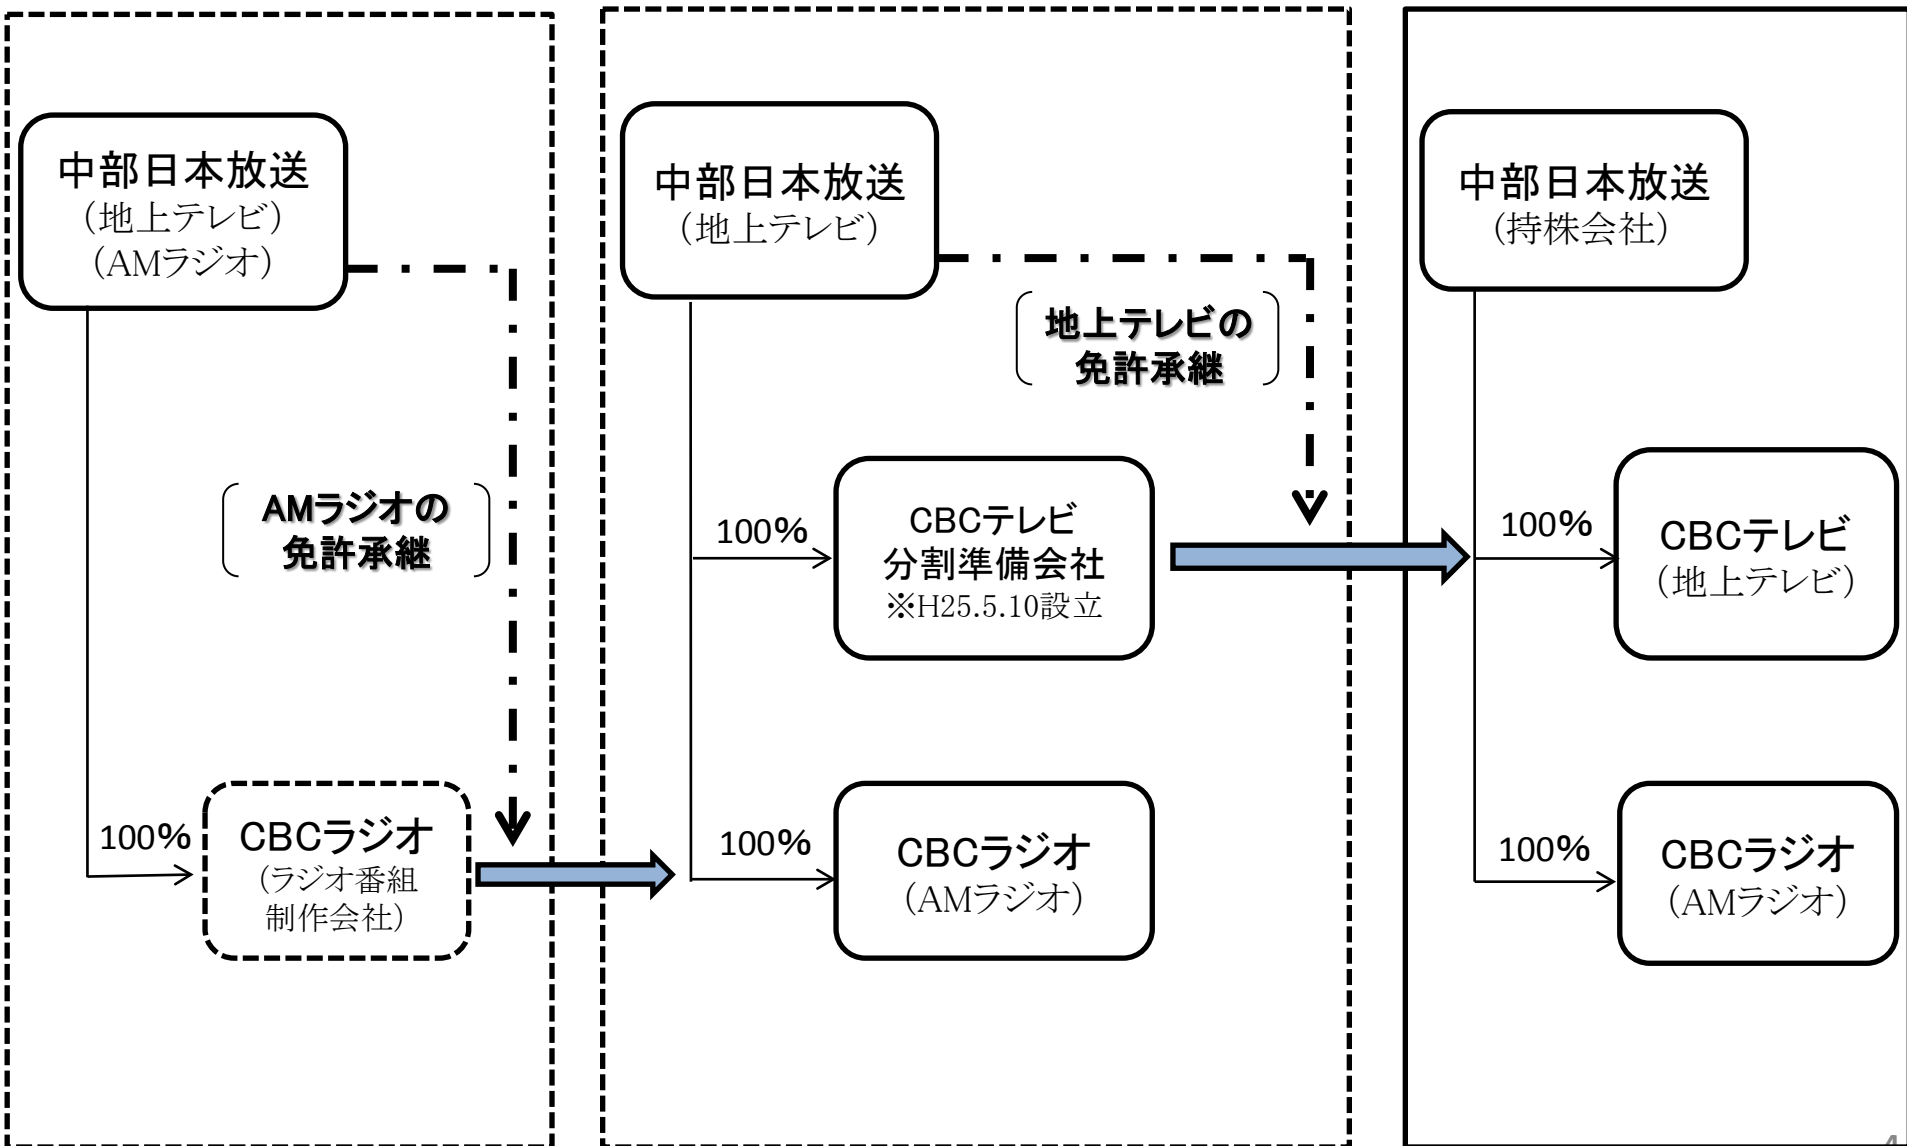 中部日本放送
（地上テレビ）
（AMラジオ）
AMラジオの
免許承継
100%
CBCラジオ
（ラジオ番組
制作会社）
中部日本放送
（地上テレビ）
地上テレビの
免許承継
100%
CBCテレビ
分割準備会社
※H25.5.10設立
100%
CBCラジオ
（AMラジオ）
中部日本放送
（持株会社）
100%
CBCテレビ
（地上テレビ）
100%
CBCラジオ
（AMラジオ）